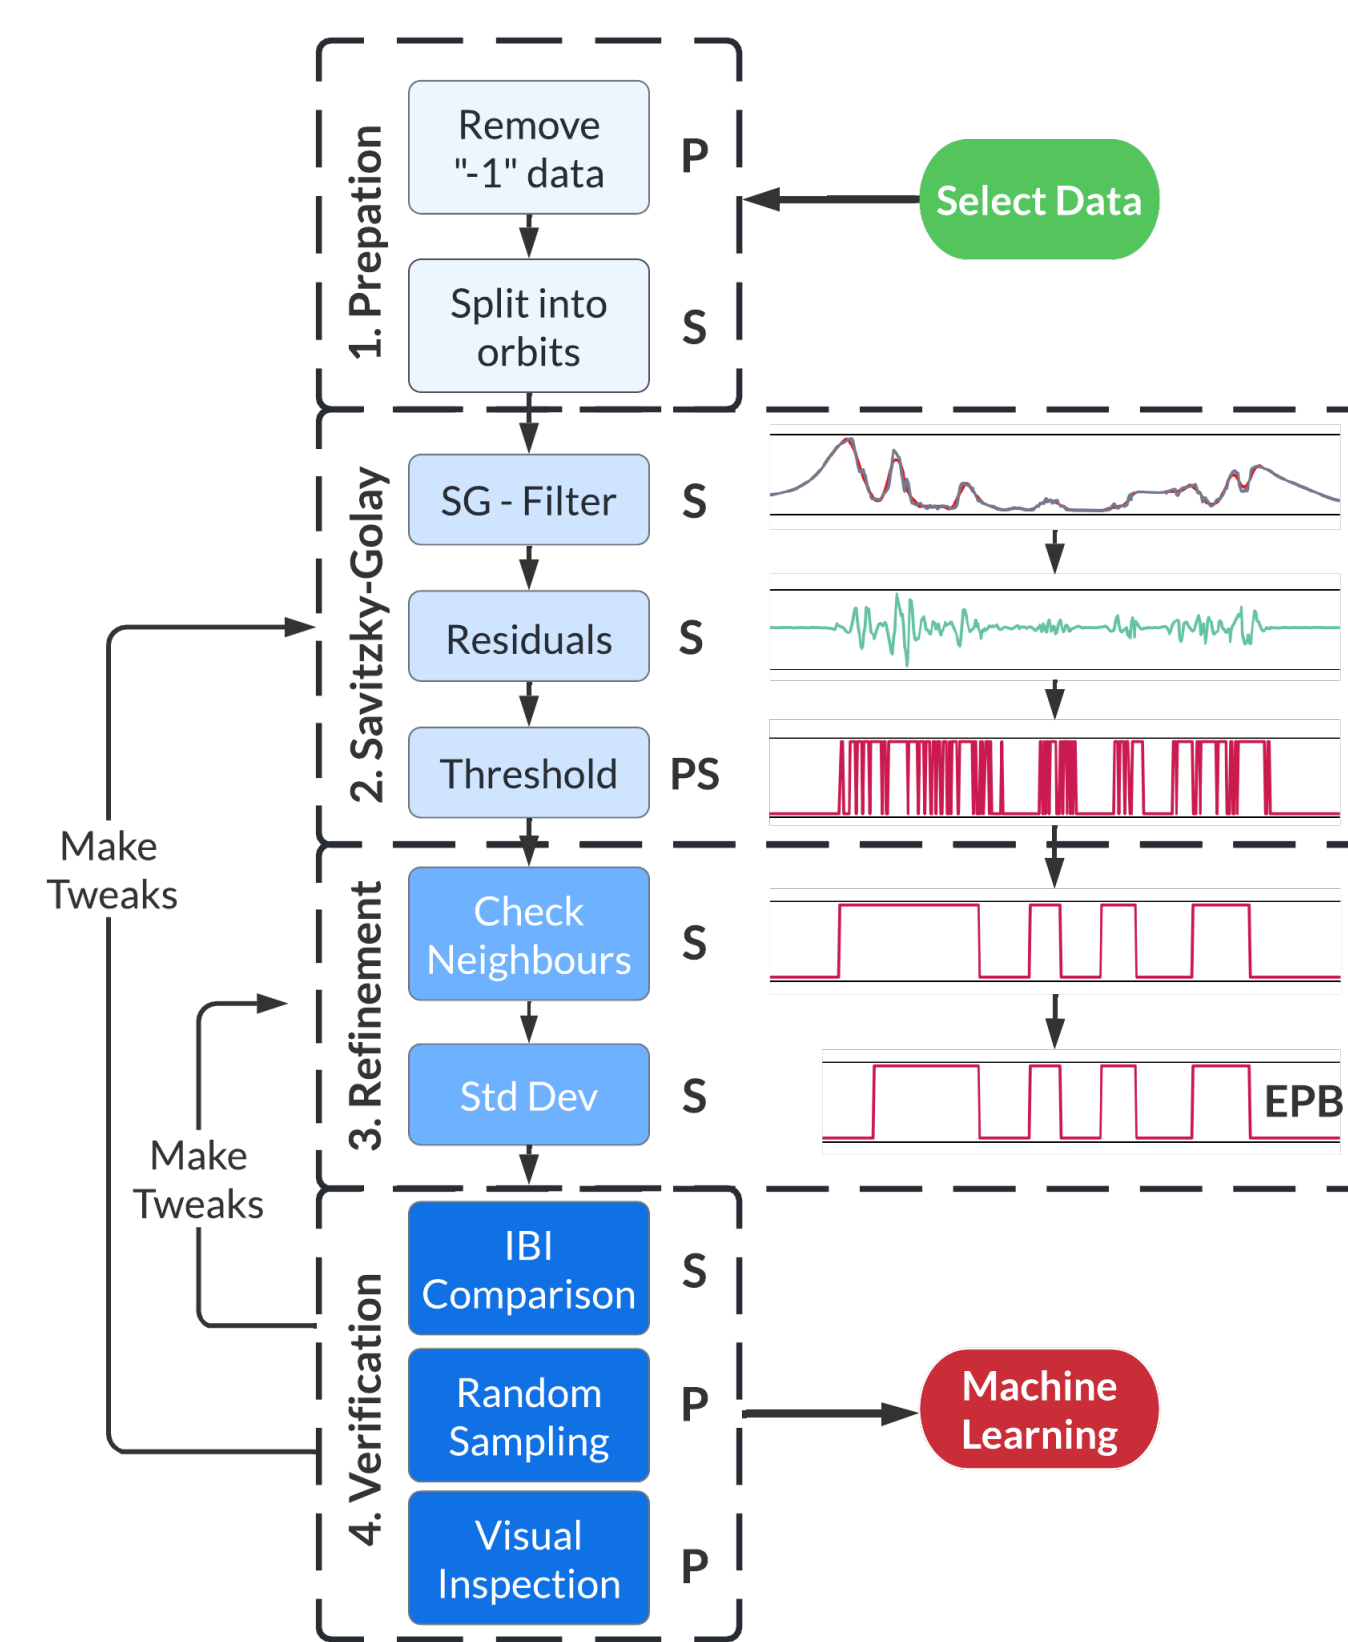 1. Prepation
Remove
"-1" data
P
Select Data
Split into
orbits
S
2. Savitzky-Golay
SG - Filter
S
Residuals
S
Threshold
PS
Make
Tweaks
3. Refinement
Check
Neighbours
S
Std Dev
S
EPB
Make
Tweaks
4. Verification
IBI
Comparison
S
Random
Sampling
P
Machine
Learning
Visual
Inspection
P